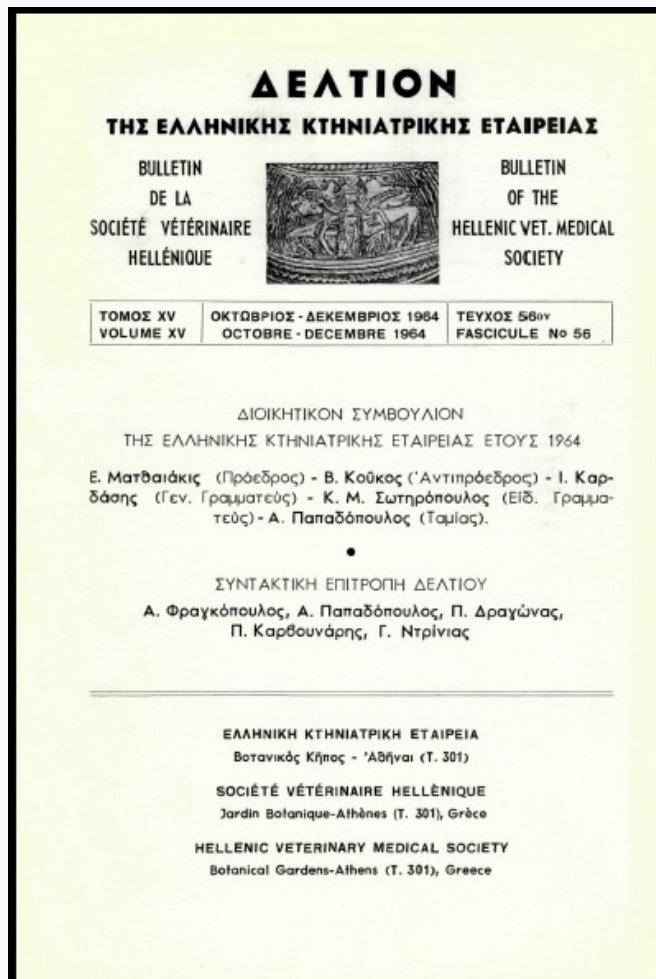 ΔΕΛΤΙΟΝ
ΤΗΣ ΕΛΛΗΝΙΚΗΣ ΚΤΗΝΙΑΤΡΙΚΗΣ ΕΤΑΙΡΕΙΑΣ
BULLETIN
DE LA
SOCIÉTÉ VÉTÉRINAIRE
HELLÉNIQUE
BULLETIN
OF THE
HELLENIC VET. MEDICAL
SOCIETY
ΤΟΜΟΣ XV
VOLUME XV
ΟΚΤΩΒΡΙΟΣ - ΔΕΚΕΜΒΡΙΟΣ 1964
OCTOBRE - DECEMBRE 1964
ΤΕΥΧΟΣ 56ον
FASCICULE No 56
ΔΙΟΙΚΗΤΙΚΟΝ ΣΥΜΒΟΥΛΙΟΝ
ΤΗΣ ΕΛΛΗΝΙΚΗΣ ΚΤΗΝΙΑΤΡΙΚΗΣ ΕΤΑΙΡΕΙΑΣ ΕΤΟΥΣ 1964
Ε. Ματθαιάκις (Πρόεδρος) - Β. Κοῦκος (Ἀντιπρόεδρος) - Ι. Καρ-
δάσης (Γεν. Γραμματεὺς) - Κ. Μ. Σωτηρόπουλος (Εἰδ. Γραμμα-
τεὺς) - Α. Παπαδόπουλος (Ταμίας).
●
ΣΥΝΤΑΚΤΙΚΗ ΕΠΙΤΡΟΠΗ ΔΕΛΤΙΟΥ
Α. Φραγκόπουλος, Α. Παπαδόπουλος, Π. Δραγώνας,
Π. Καρβουνάρης, Γ. Ντρίνιας
ΕΛΛΗΝΙΚΗ ΚΤΗΝΙΑΤΡΙΚΗ ΕΤΑΙΡΕΙΑ
Βοτανικὸς Κῆπος - Ἀθῆναι (Τ. 301)
SOCIÉTÉ VÉTÉRINAIRE HELLÈNIQUE
Jardin Botanique-Athènes (T. 301), Grèce
HELLENIC VETERINARY MEDICAL SOCIETY
Botanical Gardens-Athens (T. 301), Greece